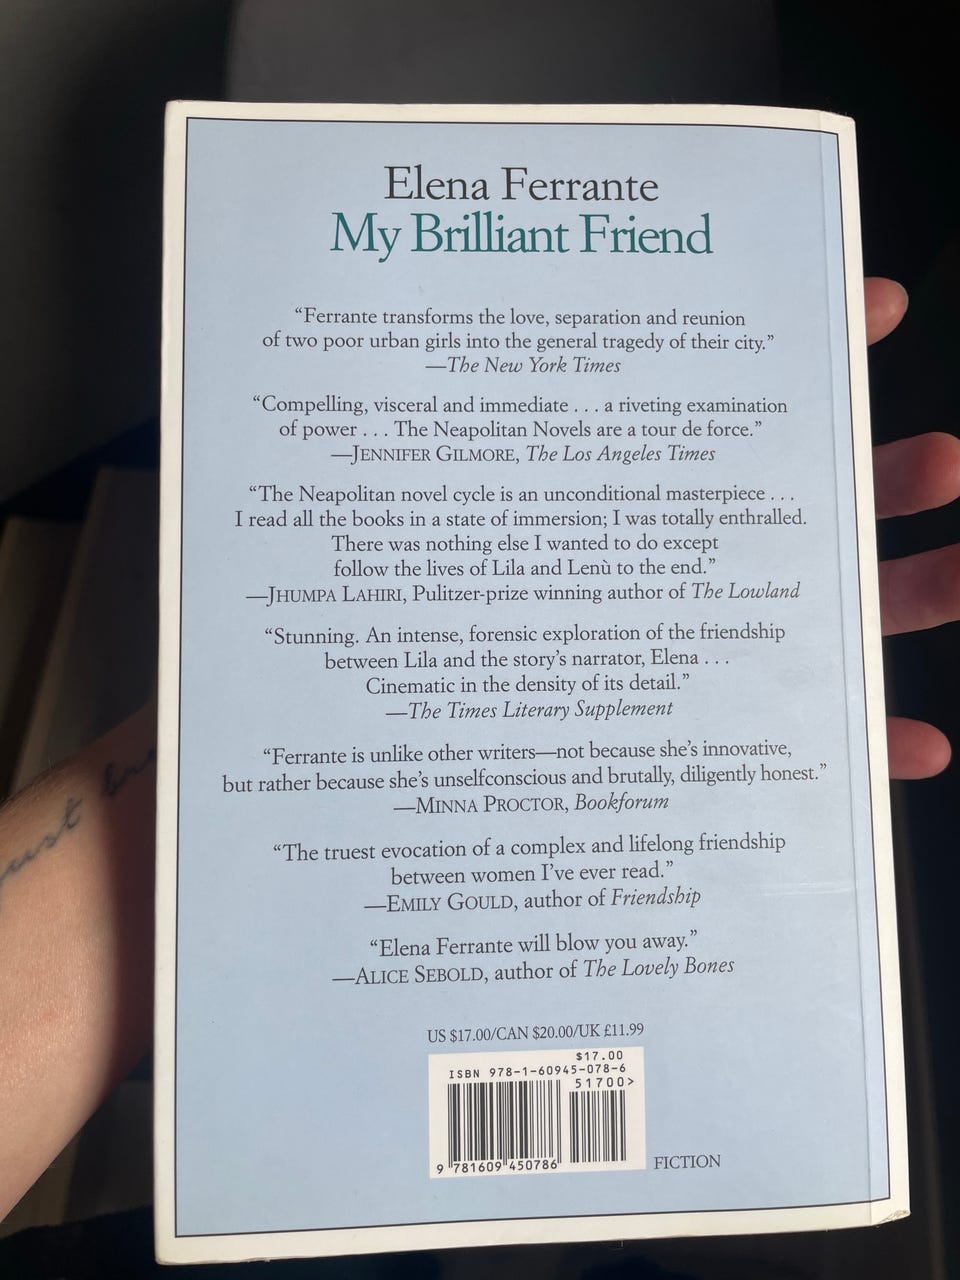 Elena Ferrante
My Brilliant Friend
“Ferrante transforms the love, separation and reunion
of two poor urban girls into the general tragedy of their city.”
—The New York Times
“Compelling, visceral and immediate . . . a riveting examination
of power . . . The Neapolitan Novels are a tour de force.”
—JENNIFER GILMORE, The Los Angeles Times
“The Neapolitan novel cycle is an unconditional masterpiece . . .
I read all the books in a state of immersion; I was totally enthralled.
There was nothing else I wanted to do except
follow the lives of Lila and Lenù to the end.”
—JHUMPA LAHIRI, Pulitzer-prize winning author of The Lowland
“Stunning. An intense, forensic exploration of the friendship
between Lila and the story’s narrator, Elena . . .
Cinematic in the density of its detail.”
—The Times Literary Supplement
“Ferrante is unlike other writers—not because she’s innovative,
but rather because she’s unselfconscious and brutally, diligently honest.”
—MINNA PROCTOR, Bookforum
“The truest evocation of a complex and lifelong friendship
between women I’ve ever read.”
—EMILY GOULD, author of Friendship
“Elena Ferrante will blow you away.”
—ALICE SEBOLD, author of The Lovely Bones
US $17.00/CAN $20.00/UK £11.99
$17.00
ISBN 978-1-60945-078-6
51700>
9 781609 450786
FICTION